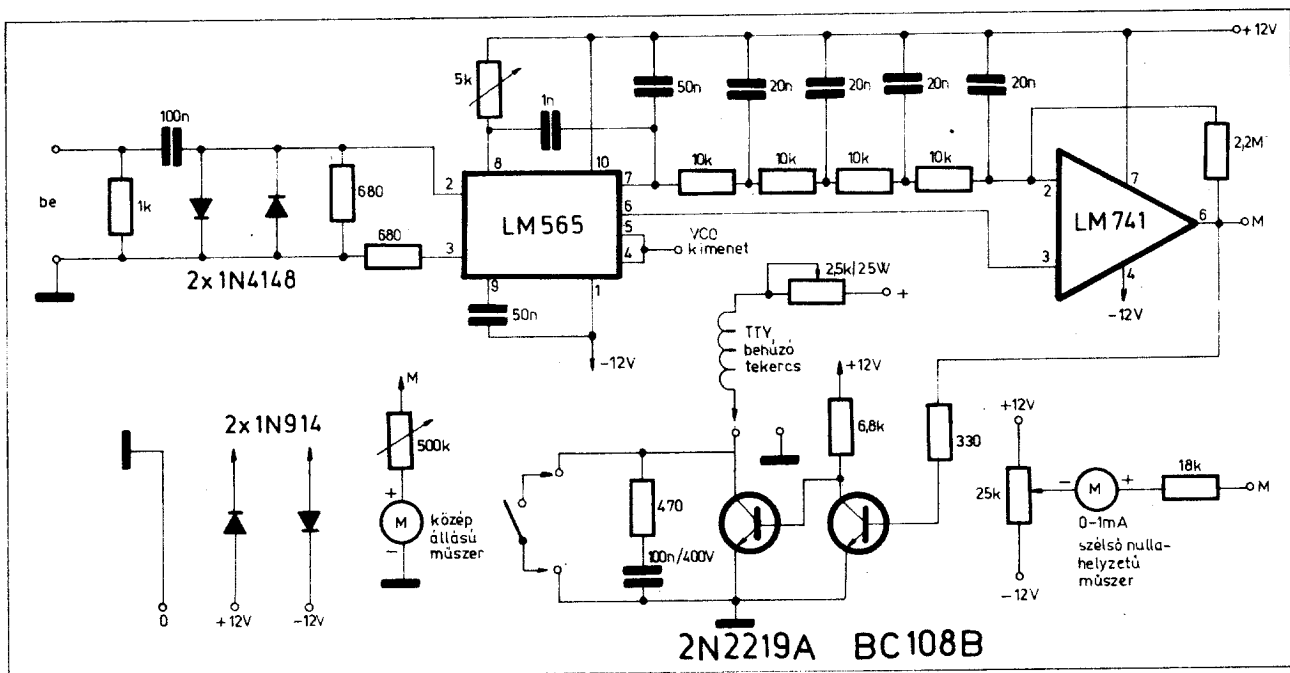 +12V
5k
1n
50n
20n
20n
20n
20n
100n
8
10
2,2M
be
1k
680
680
2
3
LM565
7
6
5
4
9
1
10k
10k
10k
10k
VCO
kimenet
2
3
LM741
7
6
4
M
-12V
2x1N4148
50n
-12V
2,5k/25W
+
TTY
behúzó
tekercs
+12V
6,8k
330
M
2x1N914
500k
+
M
-
közép
állású
műszer
470
100n/400V
+12V
25k
-12V
-
M
+
0-1mA
szélső nulla-
helyzetű
műszer
18k
M
0
+12V
-12V
2N2219A
BC108B